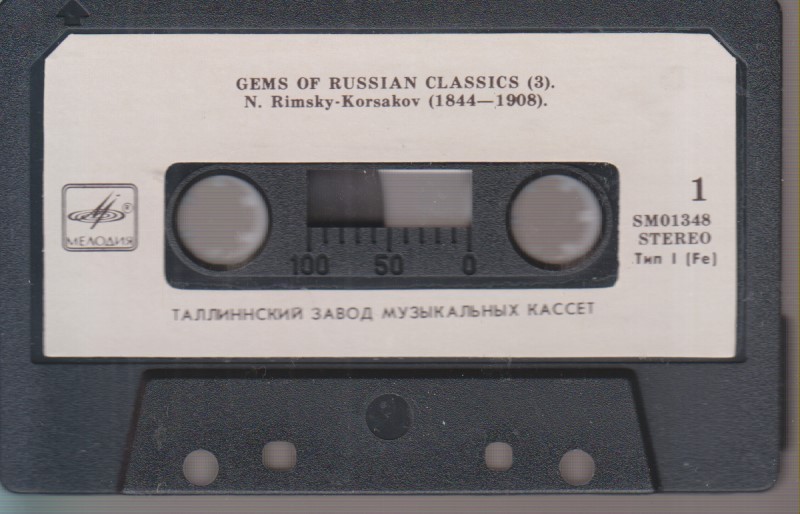 GEMS OF RUSSIAN CLASSICS (3).
N. Rimsky-Korsakov (1844—1908).
МЕЛОДИЯ
®
1
SM01348
STEREO
Тип I (Fe)
100 50 0
ТАЛЛИННСКИЙ ЗАВОД МУЗЫКАЛЬНЫХ КАССЕТ